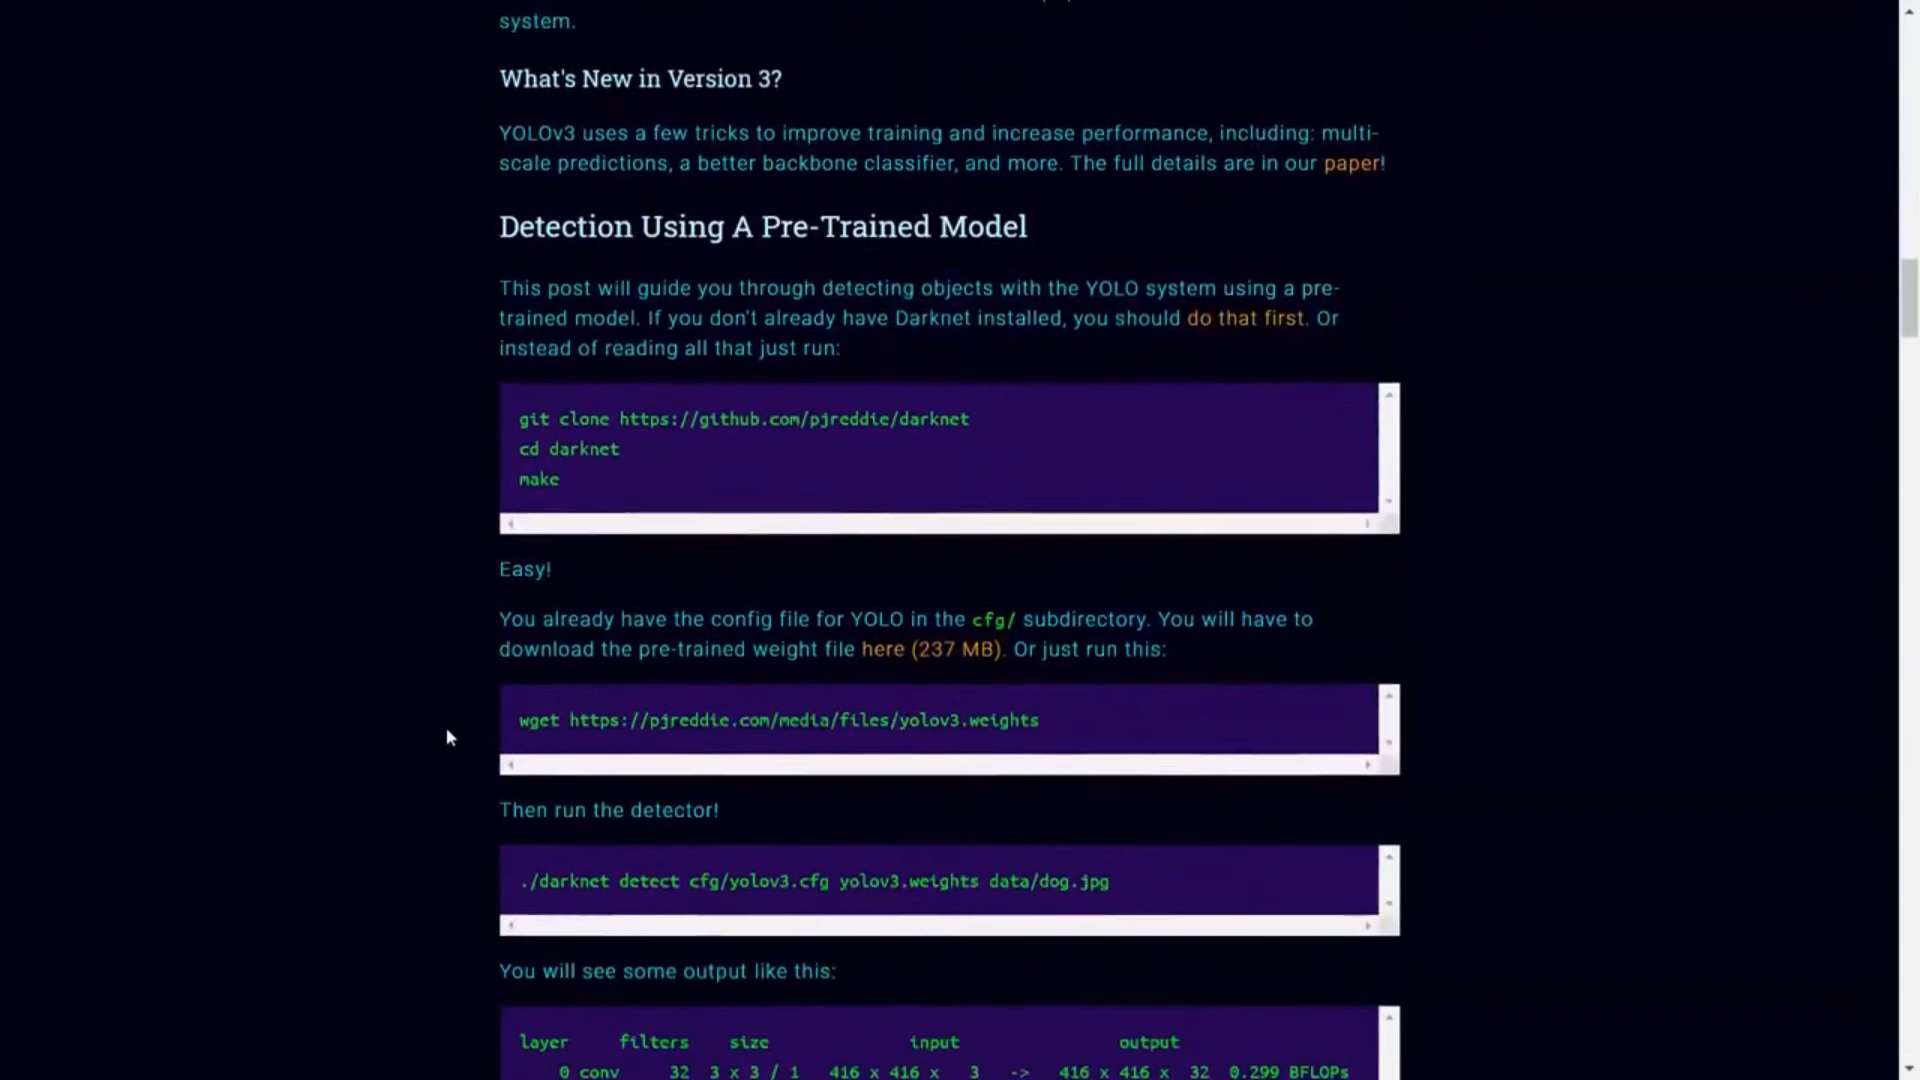 system.
What's New in Version 3?
YOLOv3 uses a few tricks to improve training and increase performance, including: multi-
scale predictions, a better backbone classifier, and more. The full details are in our paper!
Detection Using A Pre-Trained Model
This post will guide you through detecting objects with the YOLO system using a pre-
trained model. If you don't already have Darknet installed, you should do that first. Or
instead of reading all that just run:
git clone https://github.com/pjreddie/darknet
cd darknet
make
Easy!
You already have the config file for YOLO in the cfg/ subdirectory. You will have to
download the pre-trained weight file here (237 MB). Or just run this:
wget https://pjreddie.com/media/files/yolov3.weights
Then run the detector!
./darknet detect cfg/yolov3.cfg yolov3.weights data/dog.jpg
You will see some output like this:
layer filters size input output
0 conv 32 3 x 3 / 1 416 x 416 x 3 -> 416 x 416 x 32 0.299 BFLOPs